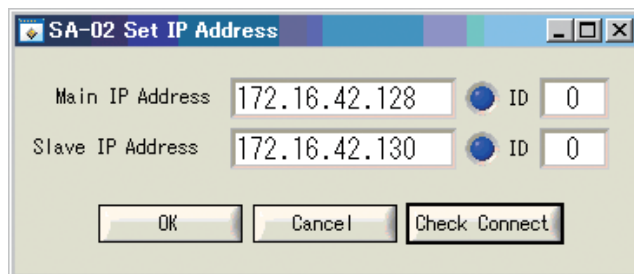 SA-02 Set IP Address
Main IP Address 172.16.42.128 ID 0
Slave IP Address 172.16.42.130 ID 0
OK Cancel Check Connect